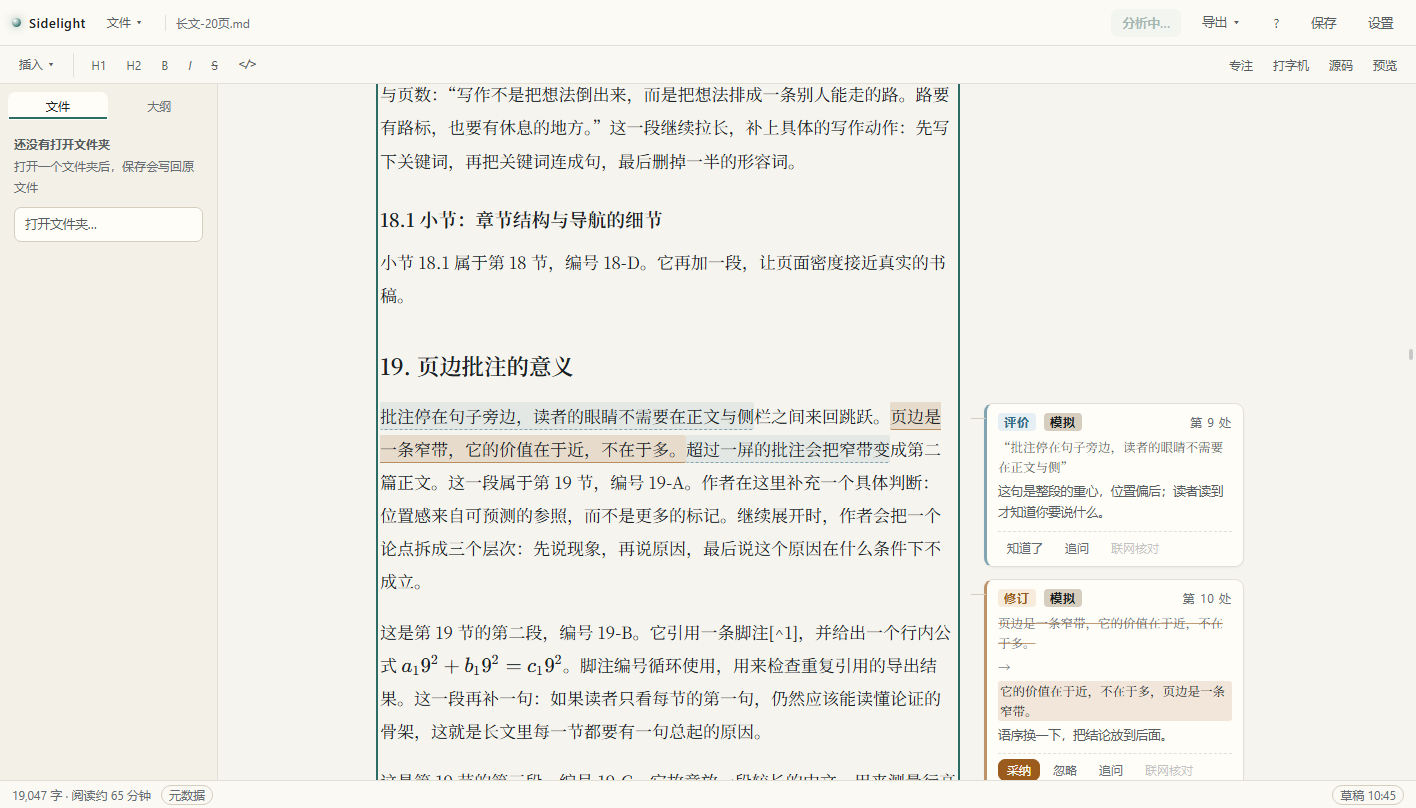 Sidelight 文件 ▾ 长文-20页.md 分析中... 导出 ▾ ? 保存 设置
插入 ▾ H1 H2 B I S </> 专注 打字机 源码 预览
文件 大纲
还没有打开文件夹
打开一个文件夹后，保存会写回原
文件
打开文件夹...
与页数：“写作不是把想法倒出来，而是把想法排成一条别人能走的路。路要
有路标，也要有休息的地方。”这一段继续拉长，补上具体的写作动作：先写
下关键词，再把关键词连成句，最后删掉一半的形容词。
18.1 小节：章节结构与导航的细节
小节 18.1 属于第 18 节，编号 18-D。它再加一段，让页面密度接近真实的书
稿。
19. 页边批注的意义
批注停在句子旁边，读者的眼睛不需要在正文与侧栏之间来回跳跃。页边是
一条窄带，它的价值在于近，不在于多。超过一屏的批注会把窄带变成第二
篇正文。这一段属于第 19 节，编号 19-A。作者在这里补充一个具体判断：
位置感来自可预测的参照，而不是更多的标记。继续展开时，作者会把一个
论点拆成三个层次：先说现象，再说原因，最后说这个原因在什么条件下不
成立。
这是第 19 节的第二段，编号 19-B。它引用一条脚注[^1]，并给出一个行内公
式 a₁9² + b₁9² = c₁9²。脚注编号循环使用，用来检查重复引用的导出结
果。这一段再补一句：如果读者只看每节的第一句，仍然应该能读懂论证的
骨架，这就是长文里每一节都要有一句总起的原因。
这是第 19 节的第三段，编号 19-C。它故意放一段较长的中文，用来测量行高
评价 模拟 第 9 处
“批注停在句子旁边，读者的眼睛不需要
在正文与侧”
这句是整段的重心，位置偏后；读者读到
才知道你要说什么。
知道了 追问 联网核对
修订 模拟 第 10 处
页边是一条窄带，它的价值在于近，不在
于多。
→
它的价值在于近，不在于多，页边是一条
窄带。
语序换一下，把结论放到后面。
采纳 忽略 追问 联网核对
19,047 字 · 阅读约 65 分钟 元数据 草稿 10:45